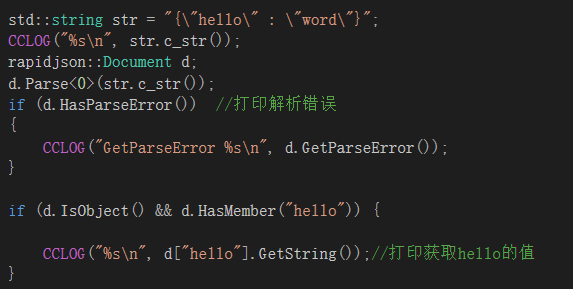 std::string str = "{\"hello\" : \"word\"}";
CCLOG("%s\n", str.c_str());
rapidjson::Document d;
d.Parse<0>(str.c_str());
if (d.HasParseError())  //打印解析错误
{
    CCLOG("GetParseError %s\n", d.GetParseError());
}

if (d.IsObject() && d.HasMember("hello")) {

    CCLOG("%s\n", d["hello"].GetString());//打印获取hello的值
}